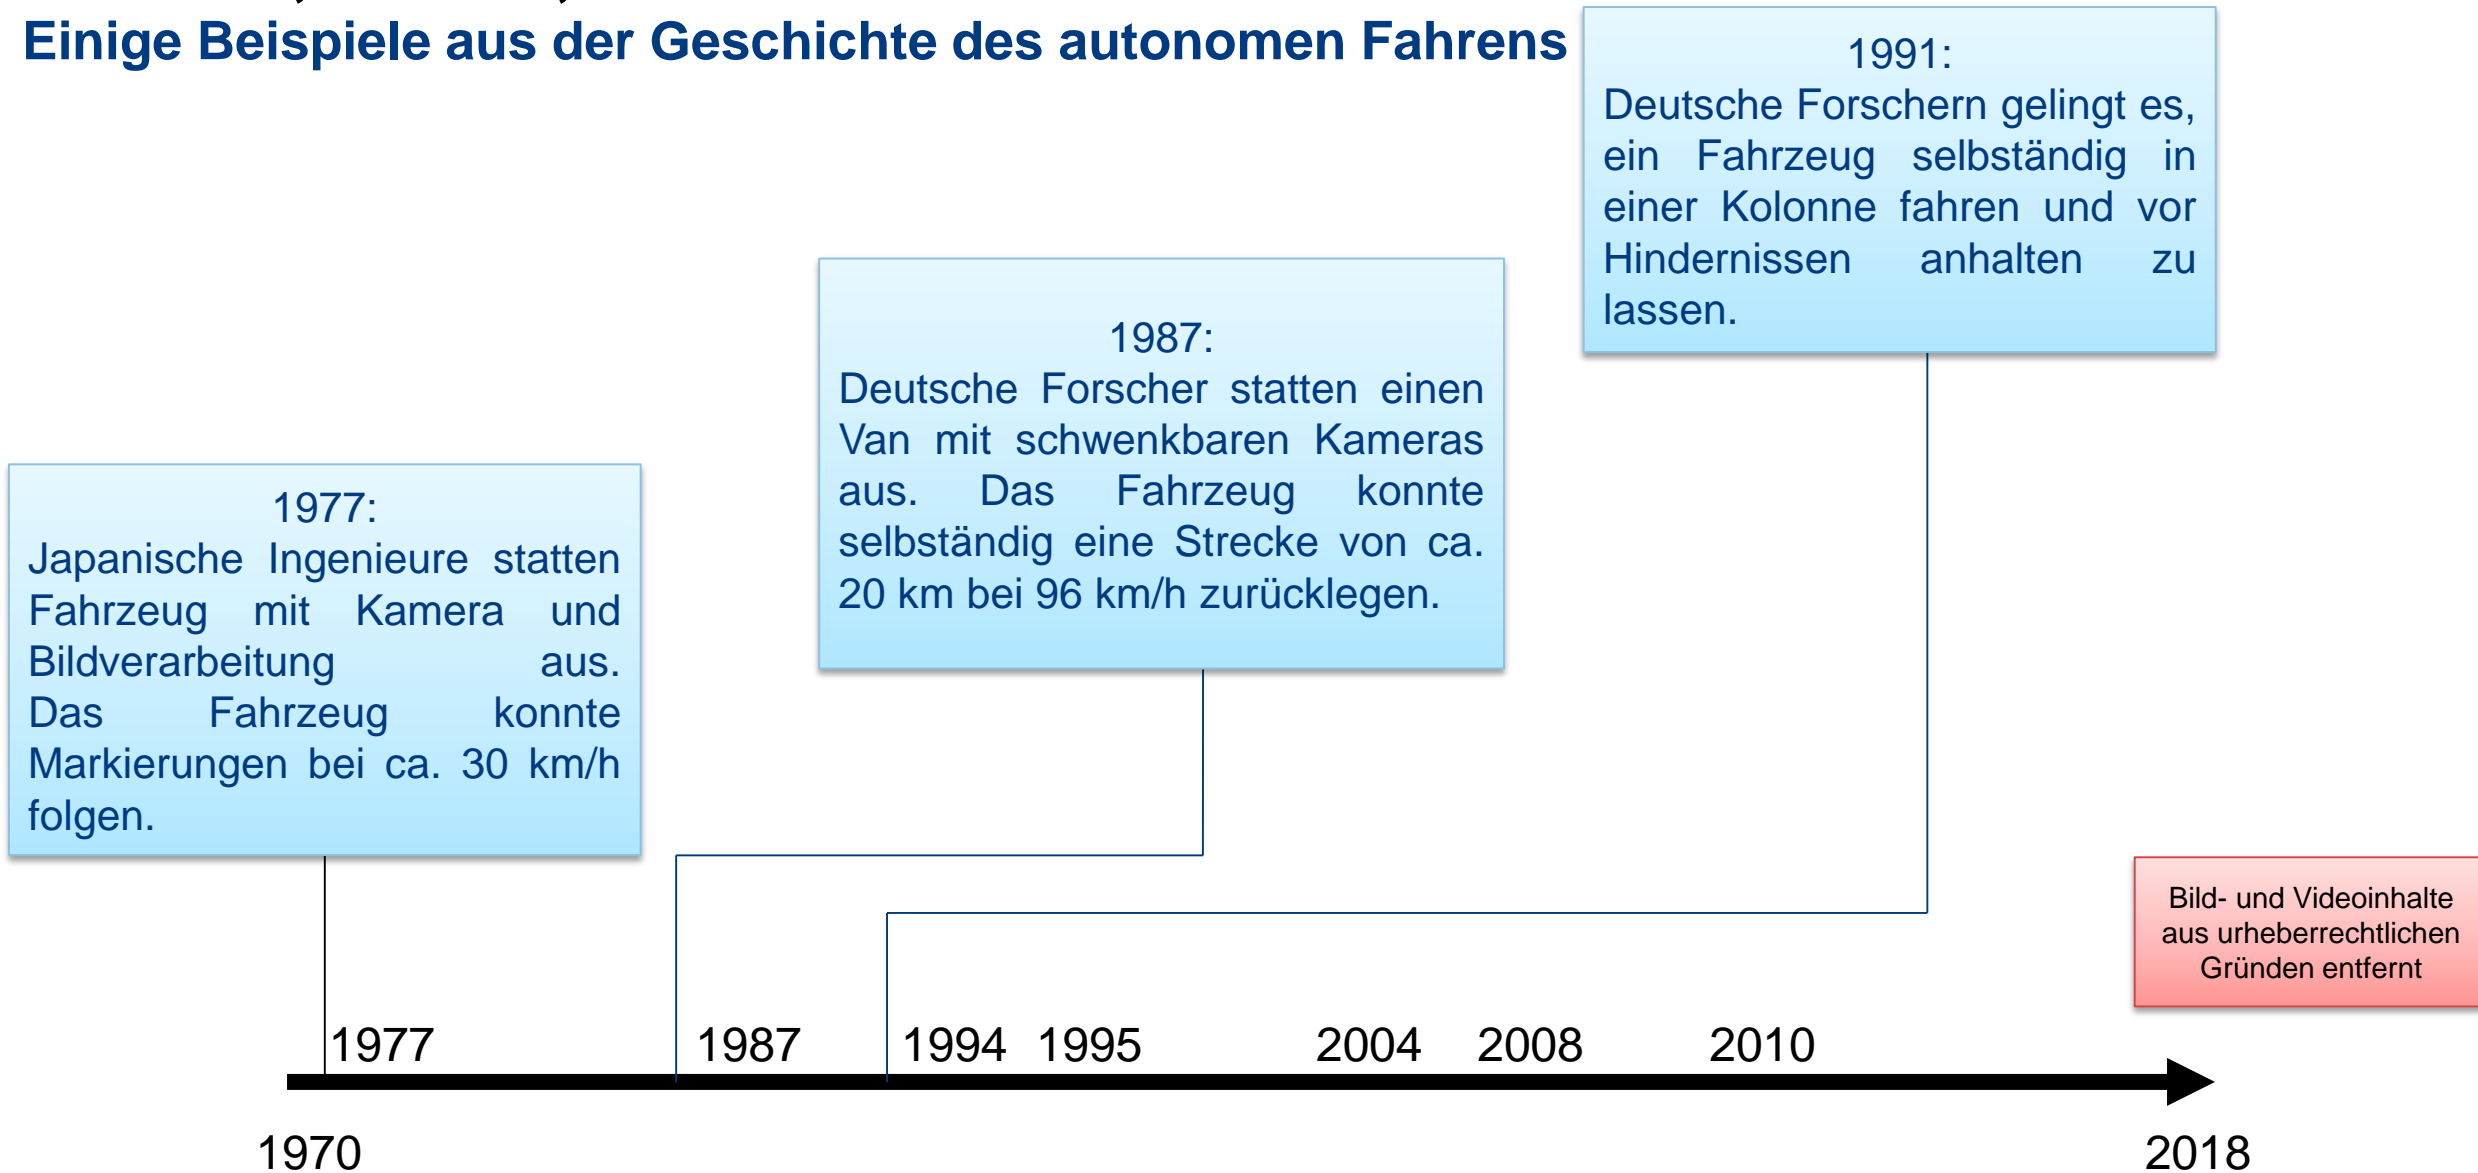 Einige Beispiele aus der Geschichte des autonomen Fahrens
1991:
Deutsche Forschern gelingt es,
ein Fahrzeug selbständig in
einer Kolonne fahren und vor
Hindernissen anhalten zu
lassen.
1987:
Deutsche Forscher statten einen
Van mit schwenkbaren Kameras
aus. Das Fahrzeug konnte
selbständig eine Strecke von ca.
20 km bei 96 km/h zurücklegen.
1977:
Japanische Ingenieure statten
Fahrzeug mit Kamera und
Bildverarbeitung aus.
Das Fahrzeug konnte
Markierungen bei ca. 30 km/h
folgen.
Bild- und Videoinhalte
aus urheberrechtlichen
Gründen entfernt
1977 1987 1994 1995 2004 2008 2010
1970 2018